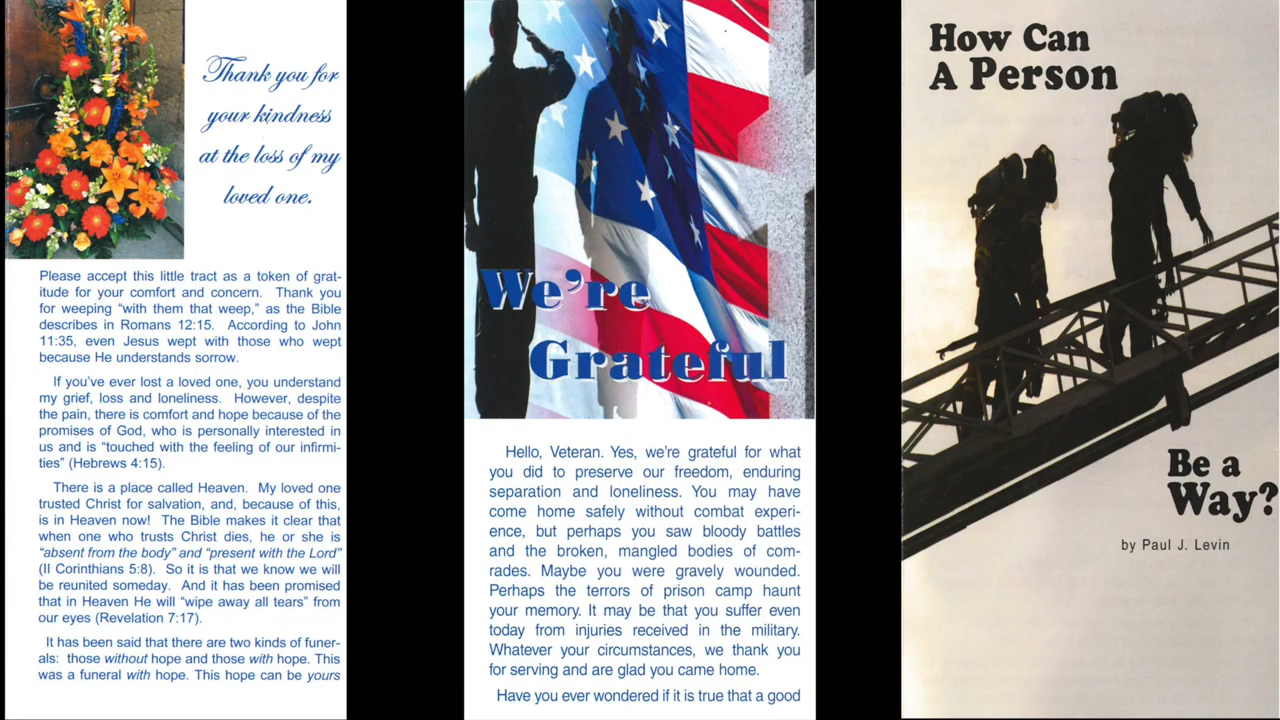 Thank you for
your kindness
at the loss of my
loved one.
Please accept this little tract as a token of grat-
itude for your comfort and concern. Thank you
for weeping “with them that weep,” as the Bible
describes in Romans 12:15. According to John
11:35, even Jesus wept with those who wept
because He understands sorrow.
If you’ve ever lost a loved one, you understand
my grief, loss and loneliness. However, despite
the pain, there is comfort and hope because of the
promises of God, who is personally interested in
us and is “touched with the feeling of our infirmi-
ties” (Hebrews 4:15).
There is a place called Heaven. My loved one
trusted Christ for salvation, and, because of this,
is in Heaven now! The Bible makes it clear that
when one who trusts Christ dies, he or she is
“absent from the body” and “present with the Lord”
(II Corinthians 5:8). So it is that we know we will
be reunited someday. And it has been promised
that in Heaven He will “wipe away all tears” from
our eyes (Revelation 7:17).
It has been said that there are two kinds of funer-
als: those without hope and those with hope. This
was a funeral with hope. This hope can be yours
We’re
Grateful
Hello, Veteran. Yes, we’re grateful for what
you did to preserve our freedom, enduring
separation and loneliness. You may have
come home safely without combat experi-
ence, but perhaps you saw bloody battles
and the broken, mangled bodies of com-
rades. Maybe you were gravely wounded.
Perhaps the terrors of prison camp haunt
your memory. It may be that you suffer even
today from injuries received in the military.
Whatever your circumstances, we thank you
for serving and are glad you came home.
Have you ever wondered if it is true that a good
How Can
A Person
Be a
Way?
by Paul J. Levin